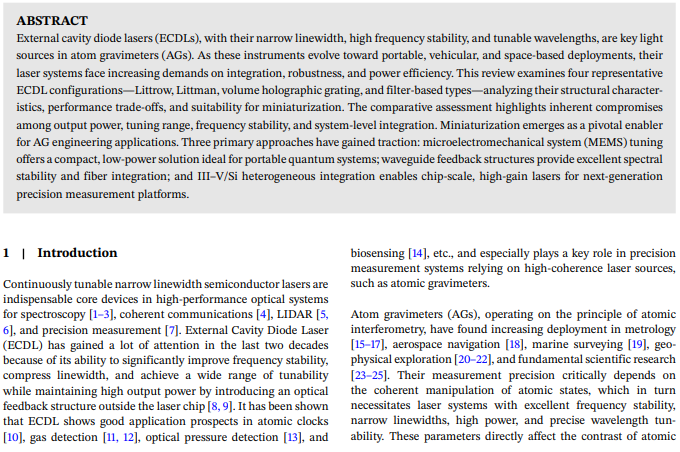 ABSTRACT
External cavity diode lasers (ECDLs), with their narrow linewidth, high frequency stability, and tunable wavelengths, are key light
sources in atom gravimeters (AGs). As these instruments evolve toward portable, vehicular, and space-based deployments, their
laser systems face increasing demands on integration, robustness, and power efficiency. This review examines four representative
ECDL configurations—Littrow, Littman, volume holographic grating, and filter-based types—analyzing their structural character-
istics, performance trade-offs, and suitability for miniaturization. The comparative assessment highlights inherent compromises
among output power, tuning range, frequency stability, and system-level integration. Miniaturization emerges as a pivotal enabler
for AG engineering applications. Three primary approaches have gained traction: microelectromechanical system (MEMS) tuning
offers a compact, low-power solution ideal for portable quantum systems; waveguide feedback structures provide excellent spectral
stability and fiber integration; and III–V/Si heterogeneous integration enables chip-scale, high-gain lasers for next-generation
precision measurement platforms.
1 | Introduction
Continuously tunable narrow linewidth semiconductor lasers are
indispensable core devices in high-performance optical systems
for spectroscopy [1–3], coherent communications [4], LIDAR [5,
6], and precision measurement [7]. External Cavity Diode Laser
(ECDL) has gained a lot of attention in the last two decades
because of its ability to significantly improve frequency stability,
compress linewidth, and achieve a wide range of tunability
while maintaining high output power by introducing an optical
feedback structure outside the laser chip [8, 9]. It has been shown
that ECDL shows good application prospects in atomic clocks
[10], gas detection [11, 12], optical pressure detection [13], and
biosensing [14], etc., and especially plays a key role in precision
measurement systems relying on high-coherence laser sources,
such as atomic gravimeters.
Atom gravimeters (AGs), operating on the principle of atomic
interferometry, have found increasing deployment in metrology
[15–17], aerospace navigation [18], marine surveying [19], geo-
physical exploration [20–22], and fundamental scientific research
[23–25]. Their measurement precision critically depends on
the coherent manipulation of atomic states, which in turn
necessitates laser systems with excellent frequency stability,
narrow linewidths, high power, and precise wavelength tun-
ability. These parameters directly affect the contrast of atomic